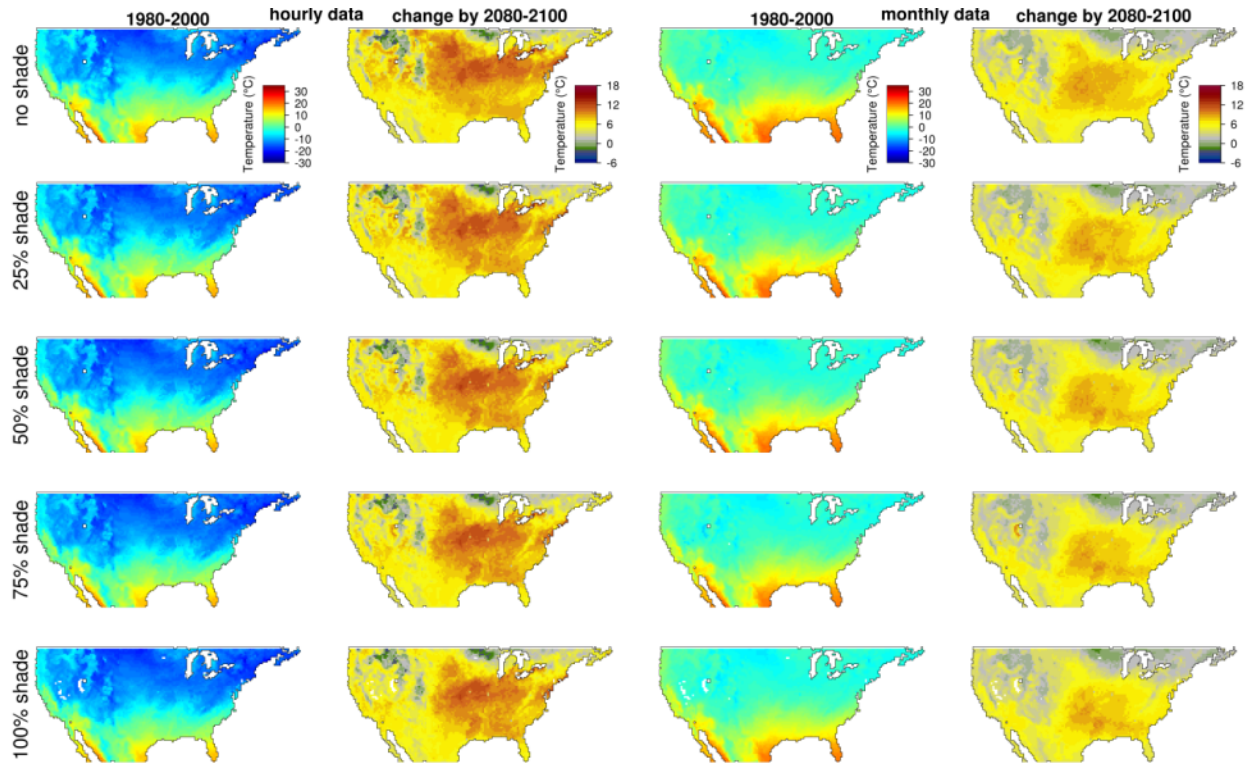 1980-2000 hourly data change by 2080-2100 1980-2000 monthly data change by 2080-2100
no shade
Temperature (°C)
30
20
10
0
-10
-20
-30
Temperature (°C)
18
12
6
0
-6
Temperature (°C)
30
20
10
0
-10
-20
-30
Temperature (°C)
18
12
6
0
-6
25% shade
50% shade
75% shade
100% shade